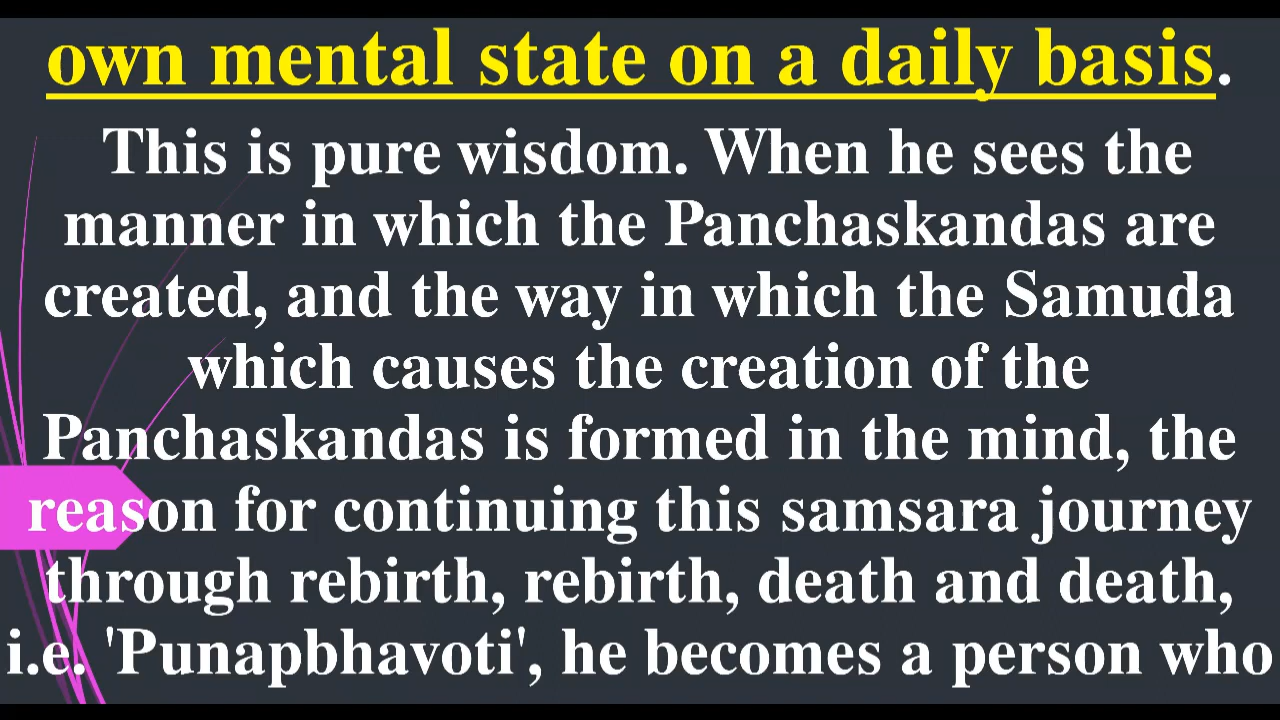 own mental state on a daily basis.
This is pure wisdom. When he sees the
manner in which the Panchaskandas are
created, and the way in which the Samuda
which causes the creation of the
Panchaskandas is formed in the mind, the
reason for continuing this samsara journey
through rebirth, rebirth, death and death,
i.e. 'Punapbhavoti', he becomes a person who